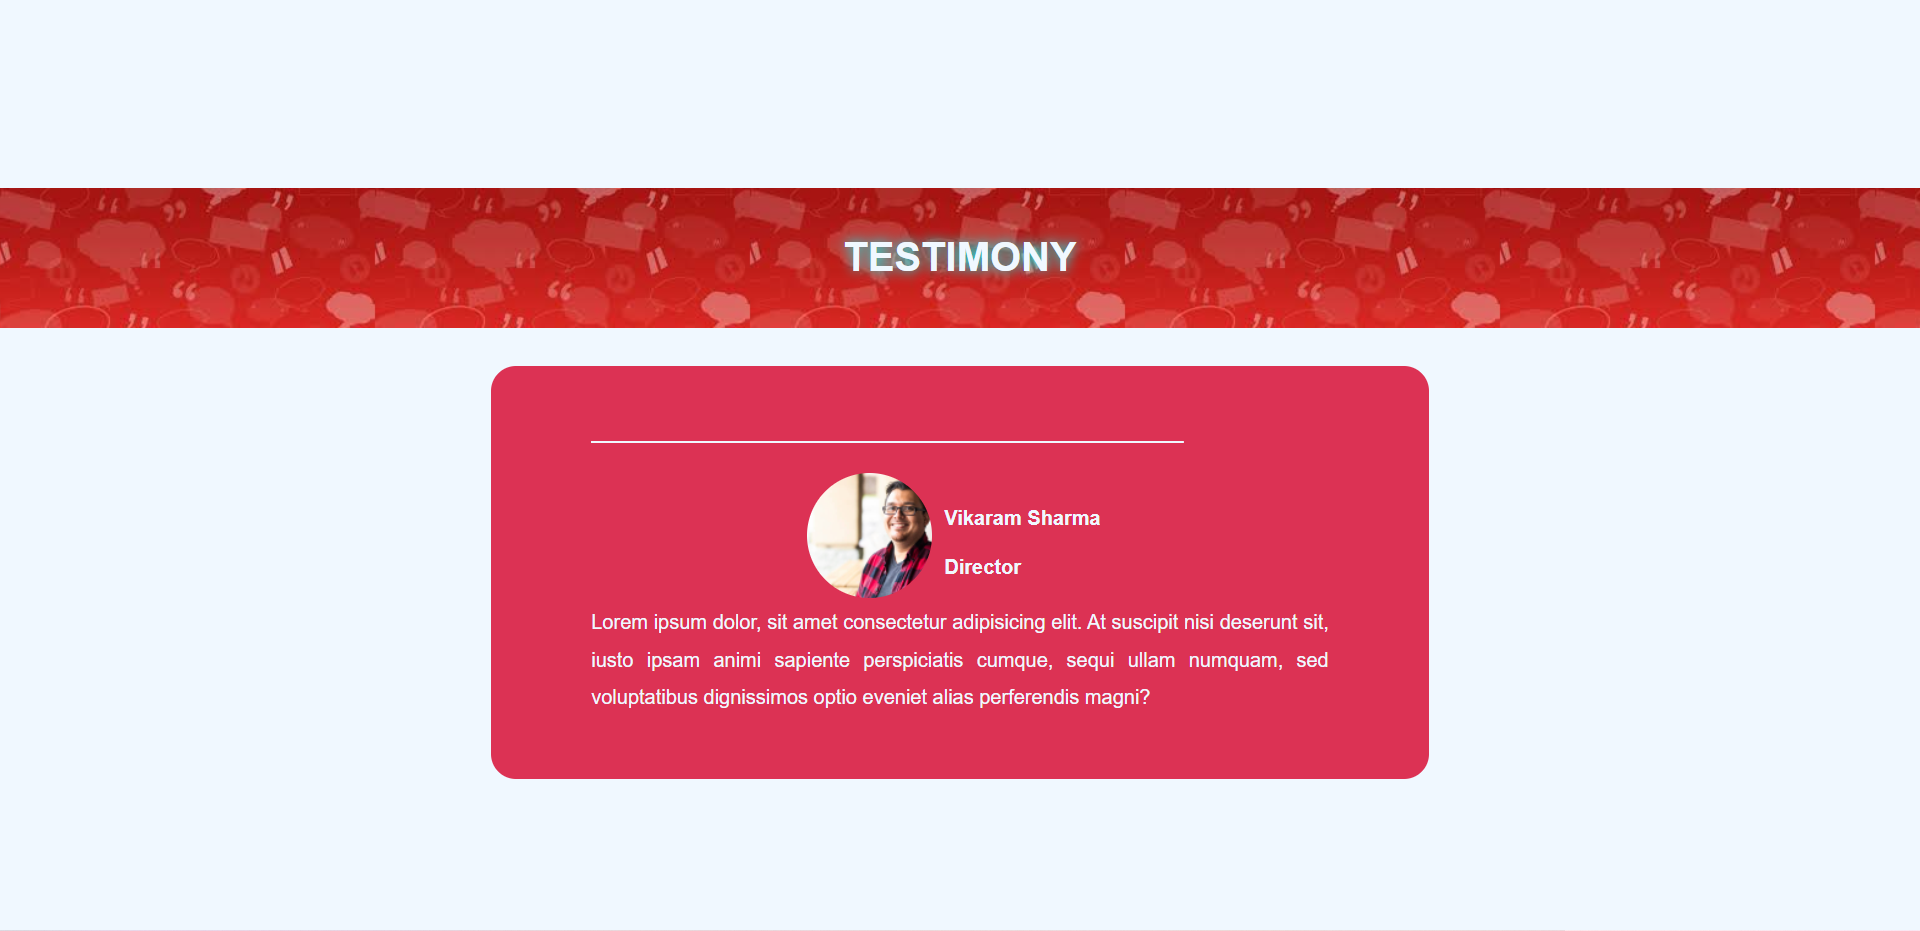 TESTIMONY
Vikaram Sharma
Director
Lorem ipsum dolor, sit amet consectetur adipisicing elit. At suscipit nisi deserunt sit,
iusto ipsam animi sapiente perspiciatis cumque, sequi ullam numquam, sed
voluptatibus dignissimos optio eveniet alias perferendis magni?